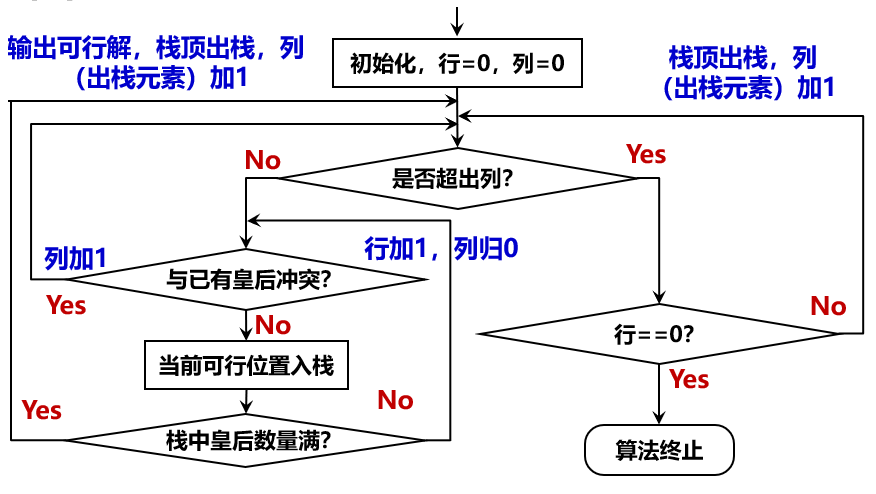 初始化，行=0，列=0
输出可行解，栈顶出栈，列
（出栈元素）加1
栈顶出栈，列
（出栈元素）加1
No
是否超出列?
Yes
列加1
行加1，列归0
与已有皇后冲突?
Yes
No
行==0?
No
当前可行位置入栈
Yes
Yes
No
栈中皇后数量满?
算法终止